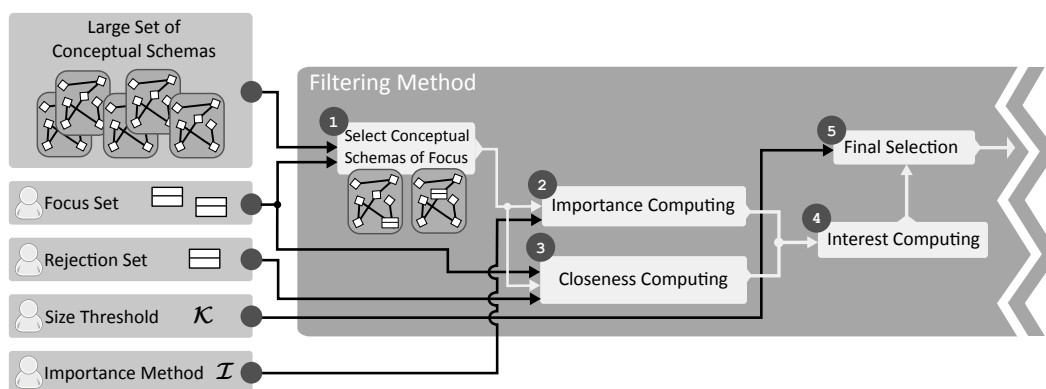 Large Set of
Conceptual Schemas
Focus Set
Rejection Set
Size Threshold 𝒦
Importance Method ℐ
Filtering Method
1
Select Conceptual
Schemas of Focus
2
Importance Computing
3
Closeness Computing
4
Interest Computing
5
Final Selection